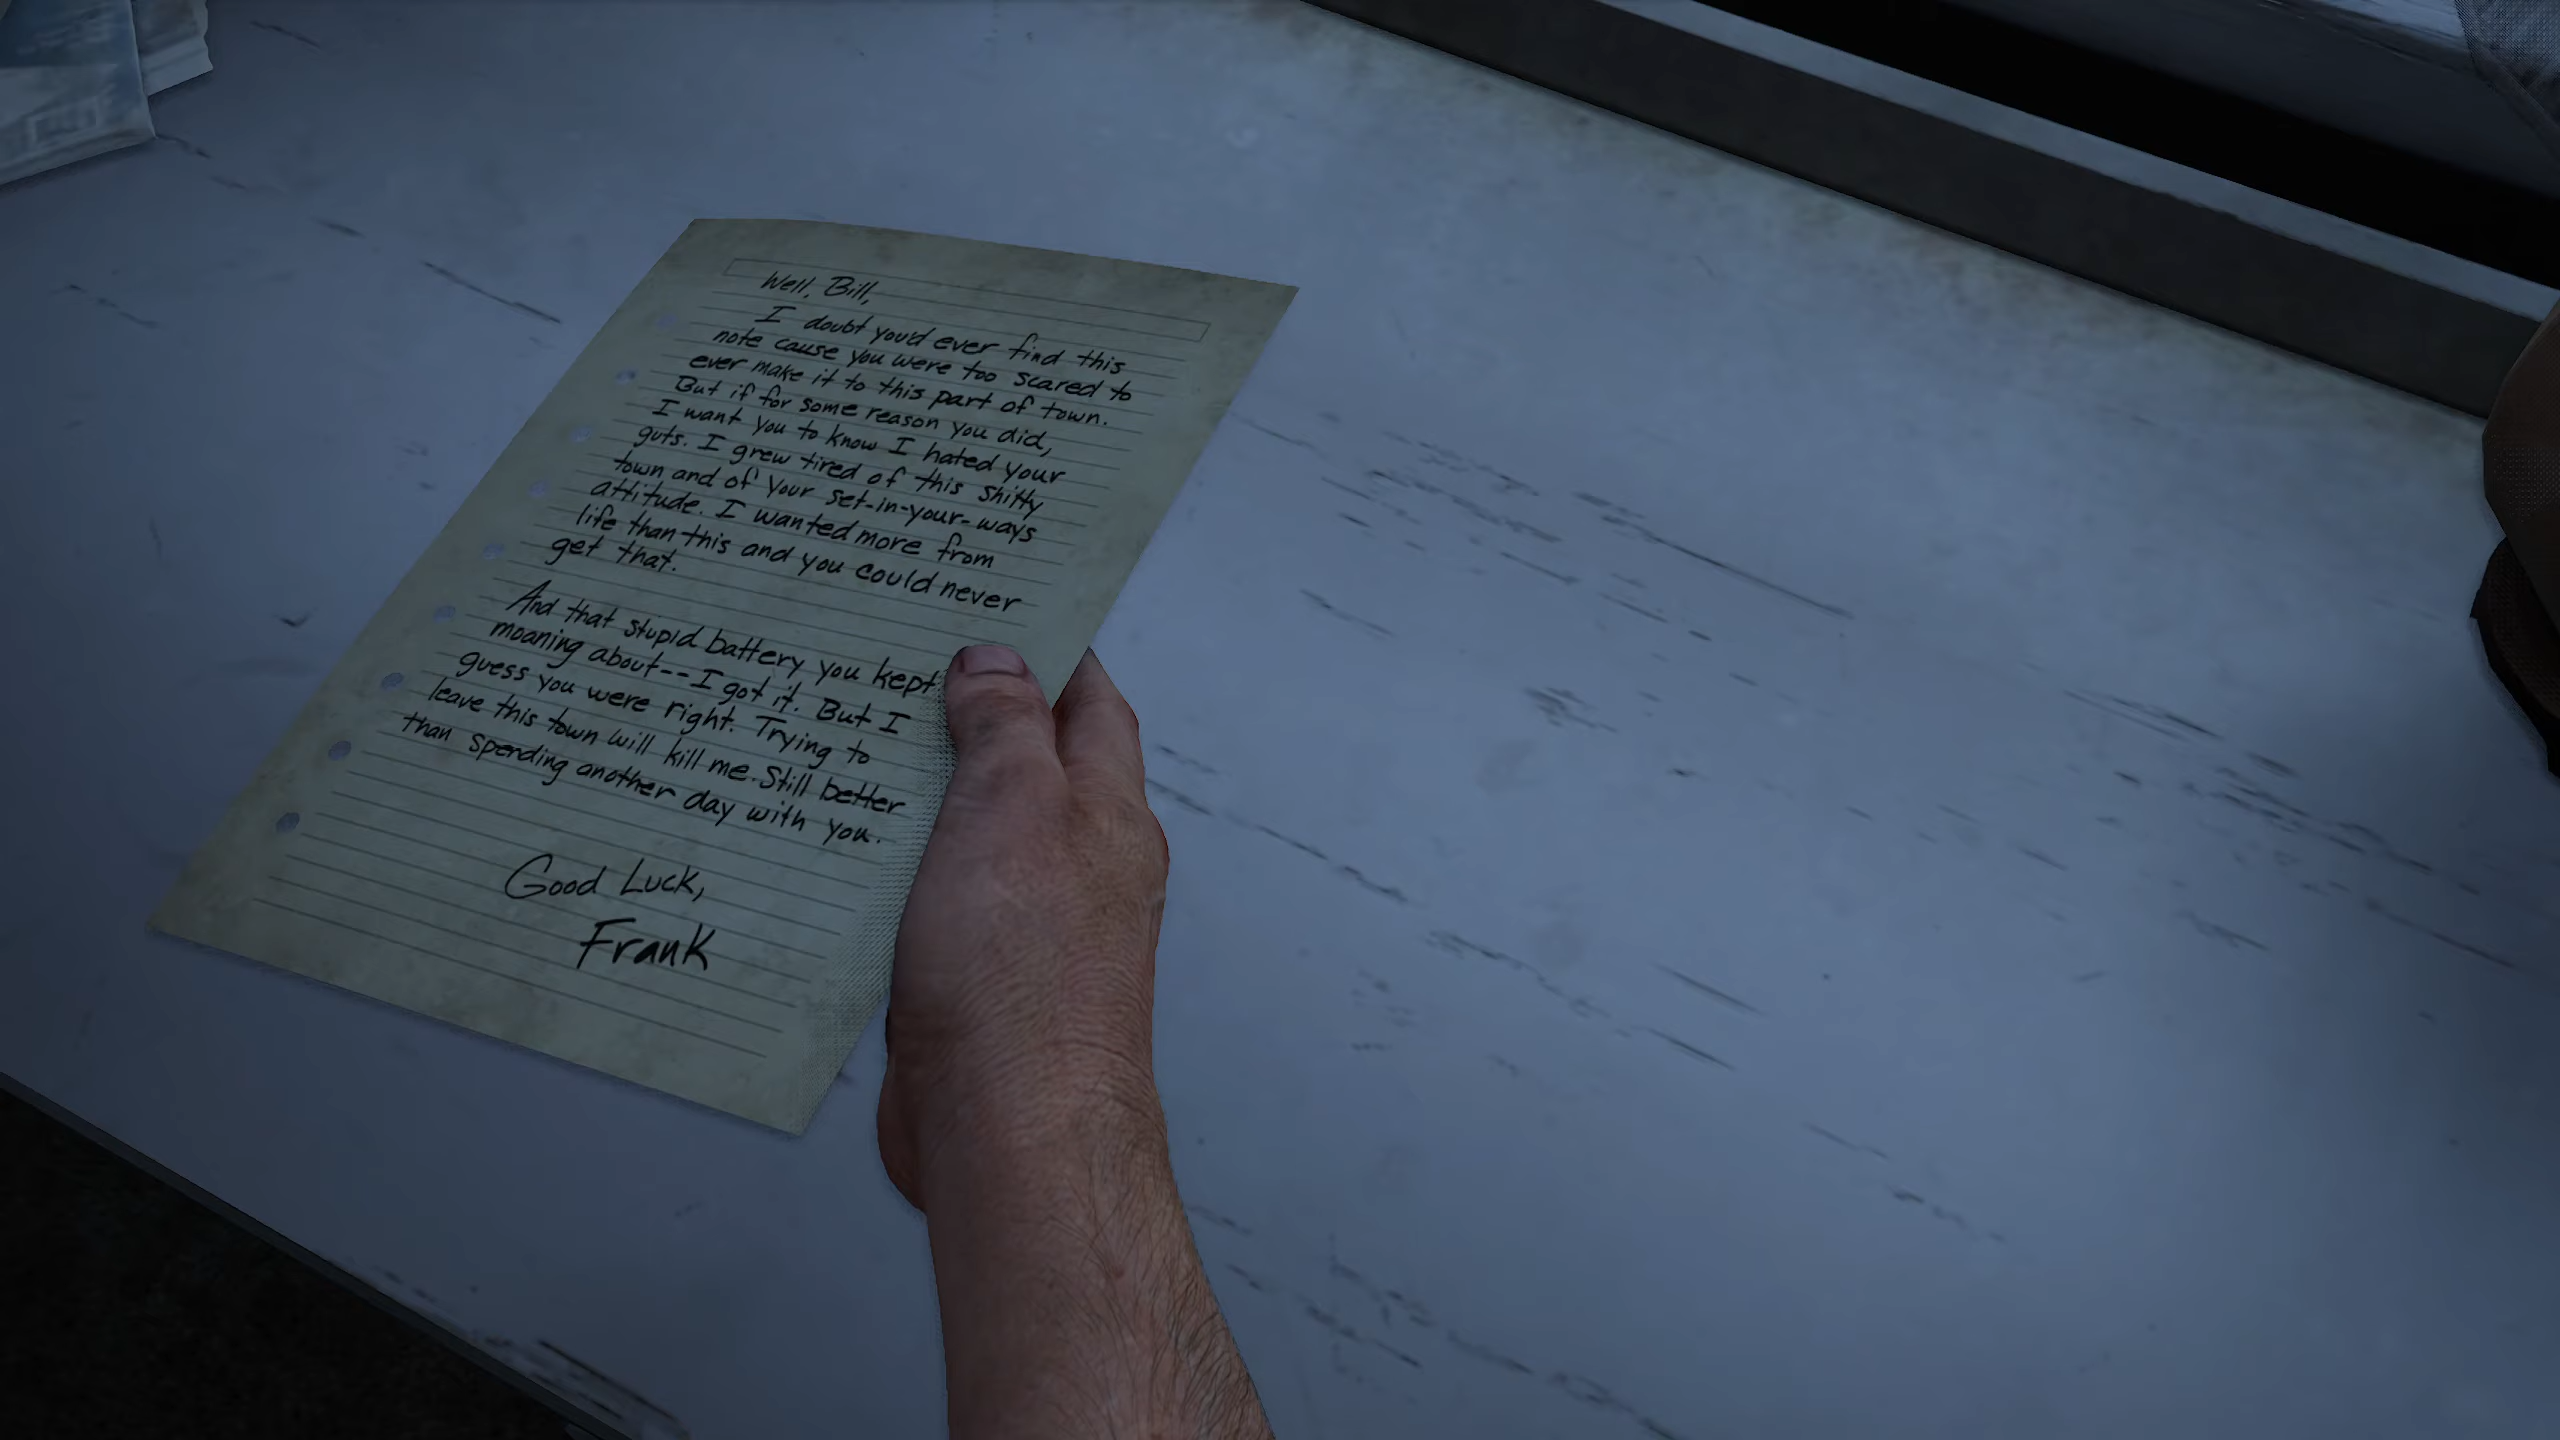 Well, Bill,
I doubt you'd ever find this
note cause you were too scared to
ever make it to this part of town.
But if for some reason you did,
I want you to know I hated your
guts. I grew tired of this shitty
town and of your set-in-your-ways
attitude. I wanted more from
life than this and you could never
get that.
And that stupid battery you kept
moaning about--I got it. But I
guess you were right. Trying to
leave this town will kill me. Still better
than spending another day with you.
Good Luck,
Frank